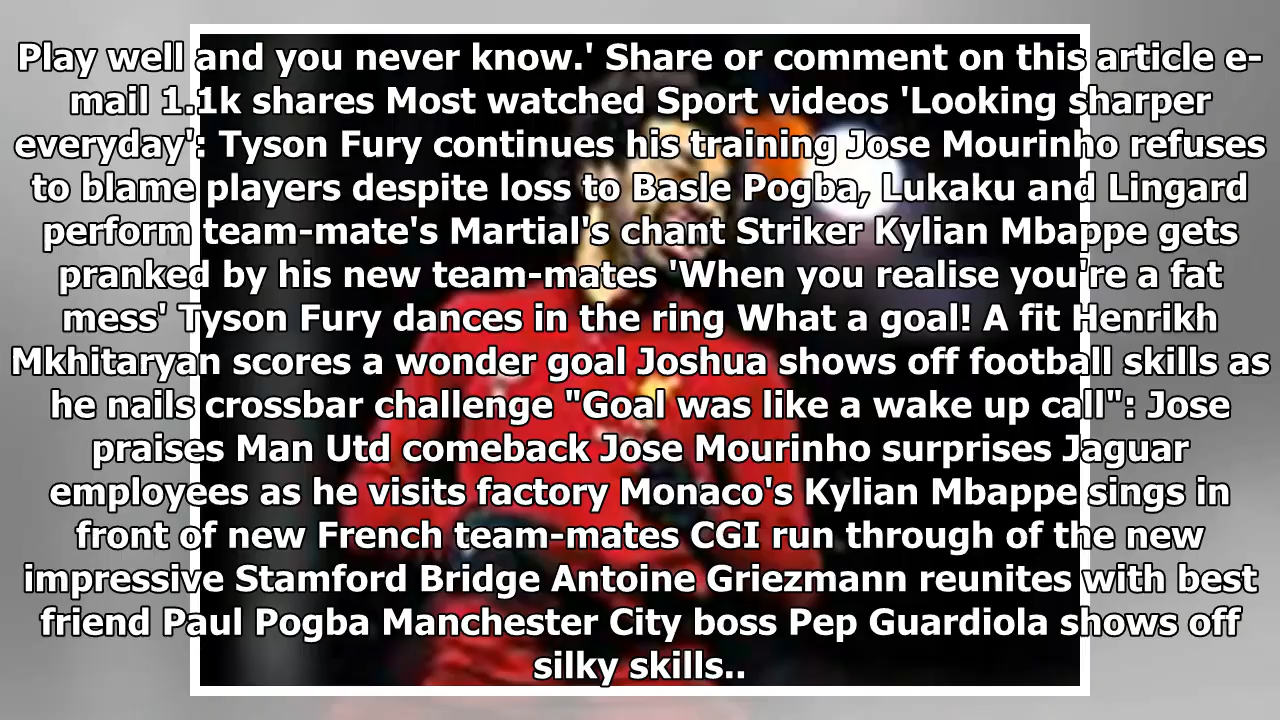 Play well and you never know.' Share or comment on this article e-
mail 1.1k shares Most watched Sport videos 'Looking sharper
everyday': Tyson Fury continues his training Jose Mourinho refuses
to blame players despite loss to Basle Pogba, Lukaku and Lingard
perform team-mate's Martial's chant Striker Kylian Mbappe gets
pranked by his new team-mates 'When you realise you're a fat
mess' Tyson Fury dances in the ring What a goal! A fit Henrikh
Mkhitaryan scores a wonder goal Joshua shows off football skills as
he nails crossbar challenge "Goal was like a wake up call": Jose
praises Man Utd comeback Jose Mourinho surprises Jaguar
employees as he visits factory Monaco's Kylian Mbappe sings in
front of new French team-mates CGI run through of the new
impressive Stamford Bridge Antoine Griezmann reunites with best
friend Paul Pogba Manchester City boss Pep Guardiola shows off
silky skills..